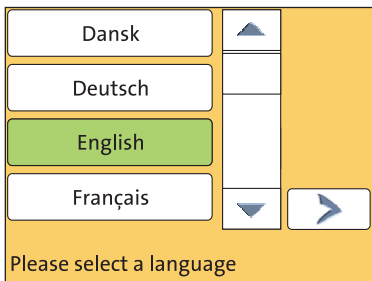 Dansk
Deutsch
English
Français
Please select a language